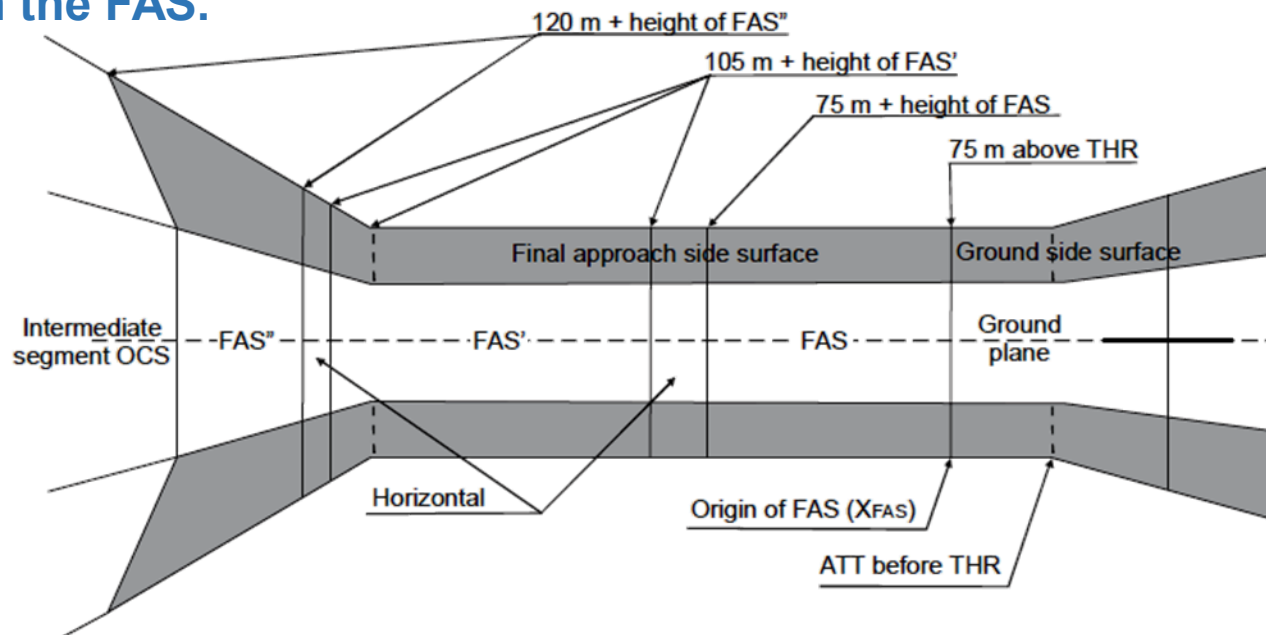 the FAS.
120 m + height of FAS”
105 m + height of FAS’
75 m + height of FAS
75 m above THR
Final approach side surface
Ground side surface
Intermediate
segment OCS
FAS”
FAS’
FAS
Ground
plane
Horizontal
Origin of FAS (XFAS)
ATT before THR